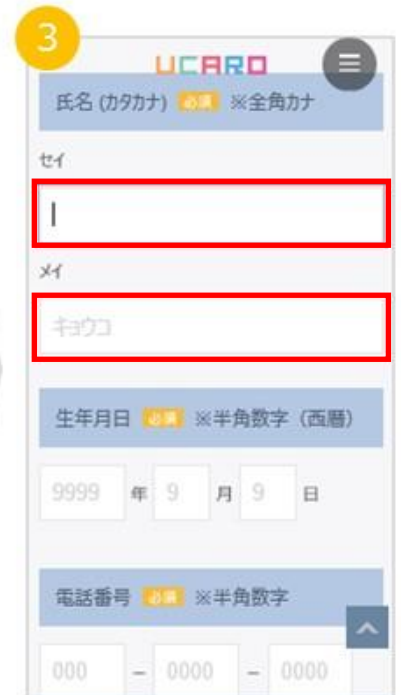 3
UCARO
氏名 (カタカナ) 必須 ※全角カナ
セイ
メイ
キョウコ
生年月日 必須 ※半角数字（西暦）
9999 年 9 月 9 日
電話番号 必須 ※半角数字
000 - 0000 - 0000